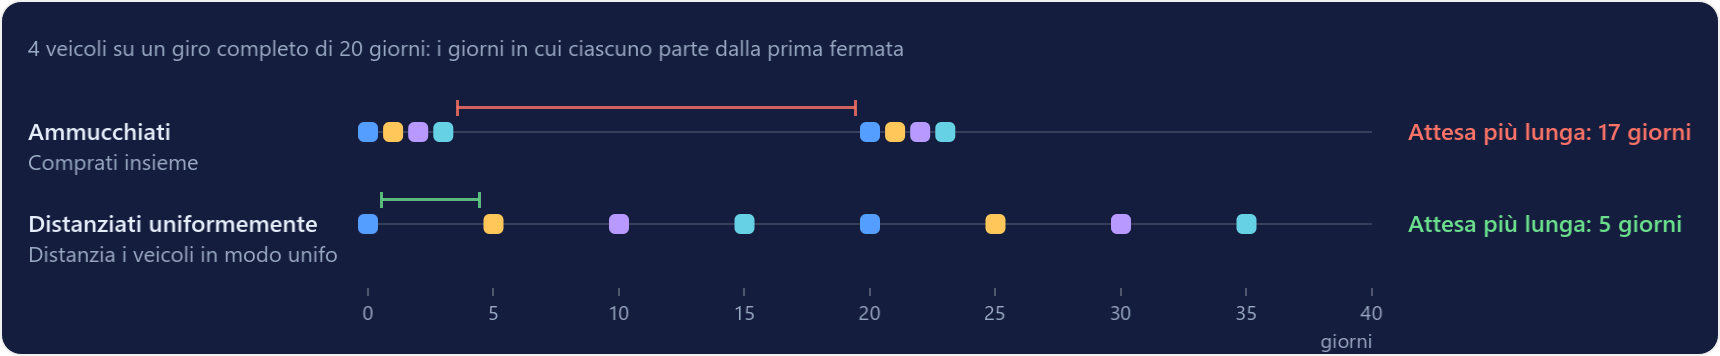 4 veicoli su un giro completo di 20 giorni: i giorni in cui ciascuno parte dalla prima fermata
Ammucchiati
Comprati insieme
Attesa più lunga: 17 giorni
Distanziati uniformemente
Distanzia i veicoli in modo unifo
Attesa più lunga: 5 giorni
0 5 10 15 20 25 30 35 40
giorni